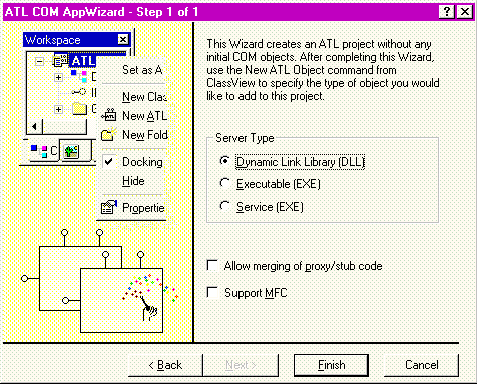 ATL COM AppWizard - Step 1 of 1
Workspace
ATL
Set as A
New Clas
New ATL
New Fold
Docking
Hide
Propertie
This Wizard creates an ATL project without any
initial COM objects. After completing this Wizard,
use the New ATL Object command from
ClassView to specify the type of object you would
like to add to this project.
Server Type
Dynamic Link Library (DLL)
Executable (EXE)
Service (EXE)
Allow merging of proxy/stub code
Support MFC
< Back
Next >
Finish
Cancel